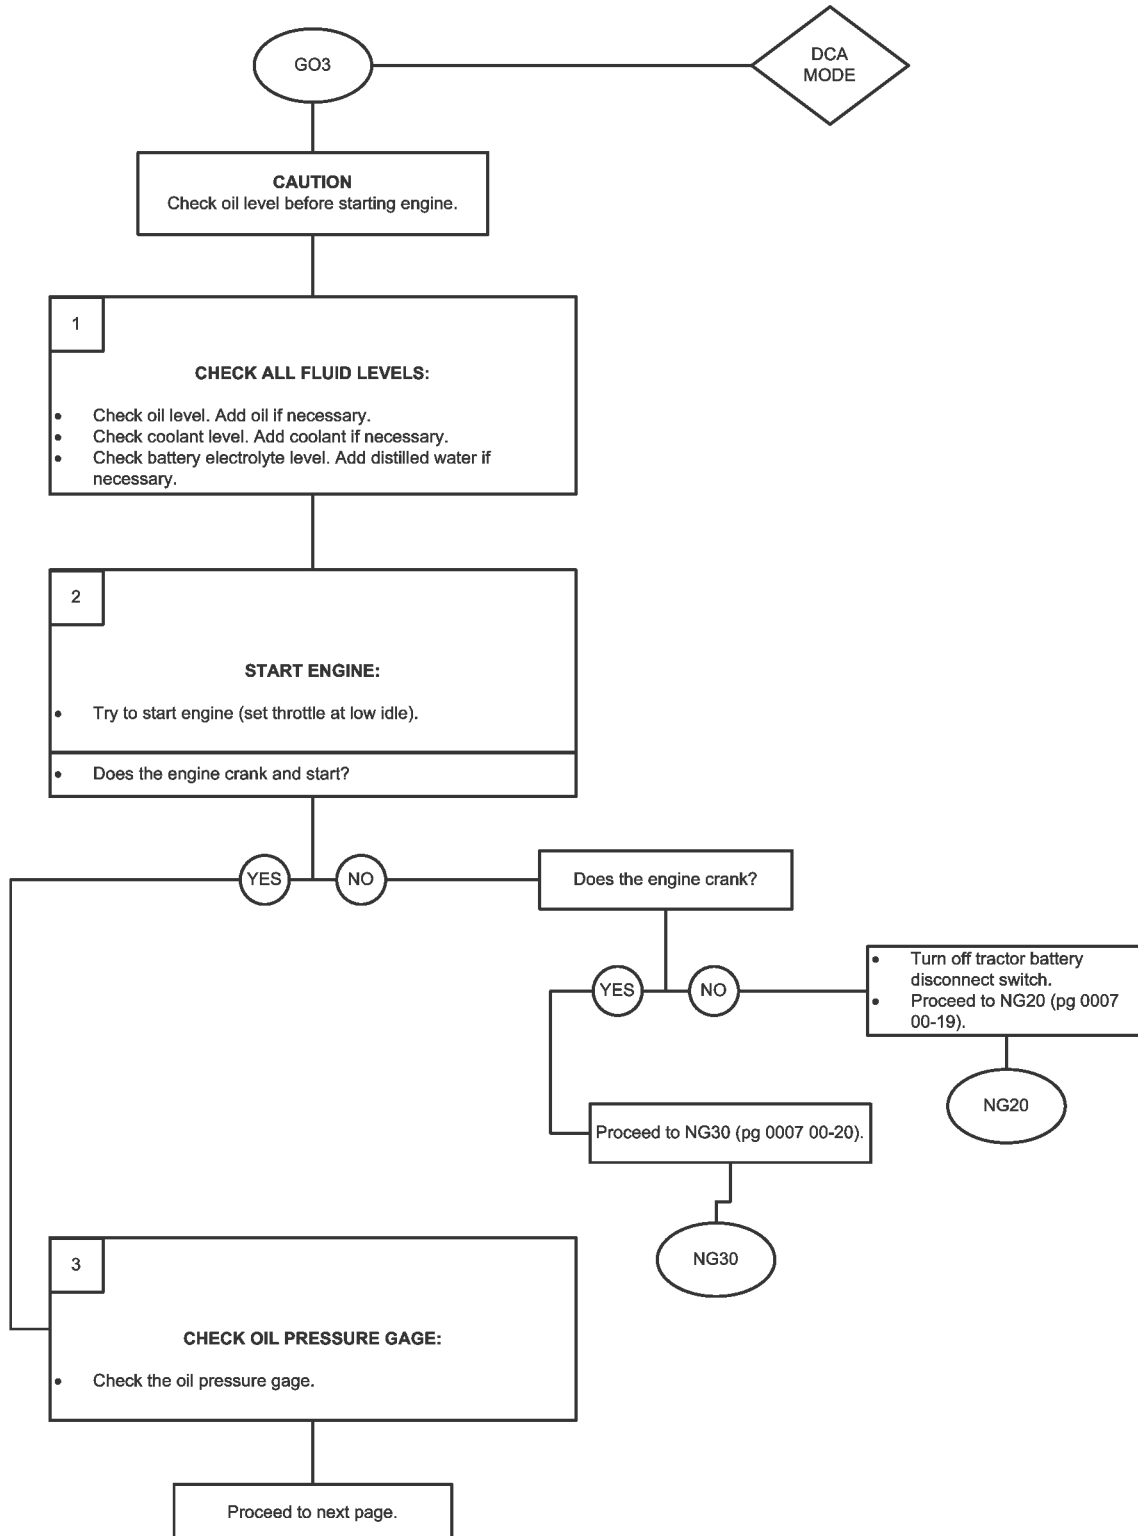 GO3
DCA
MODE
CAUTION
Check oil level before starting engine.
1
CHECK ALL FLUID LEVELS:
• Check oil level. Add oil if necessary.
• Check coolant level. Add coolant if necessary.
• Check battery electrolyte level. Add distilled water if
necessary.
2
START ENGINE:
• Try to start engine (set throttle at low idle).
• Does the engine crank and start?
YES
NO
Does the engine crank?
YES
NO
• Turn off tractor battery
disconnect switch.
• Proceed to NG20 (pg 0007
00-19).
NG20
Proceed to NG30 (pg 0007 00-20).
NG30
3
CHECK OIL PRESSURE GAGE:
• Check the oil pressure gage.
Proceed to next page.